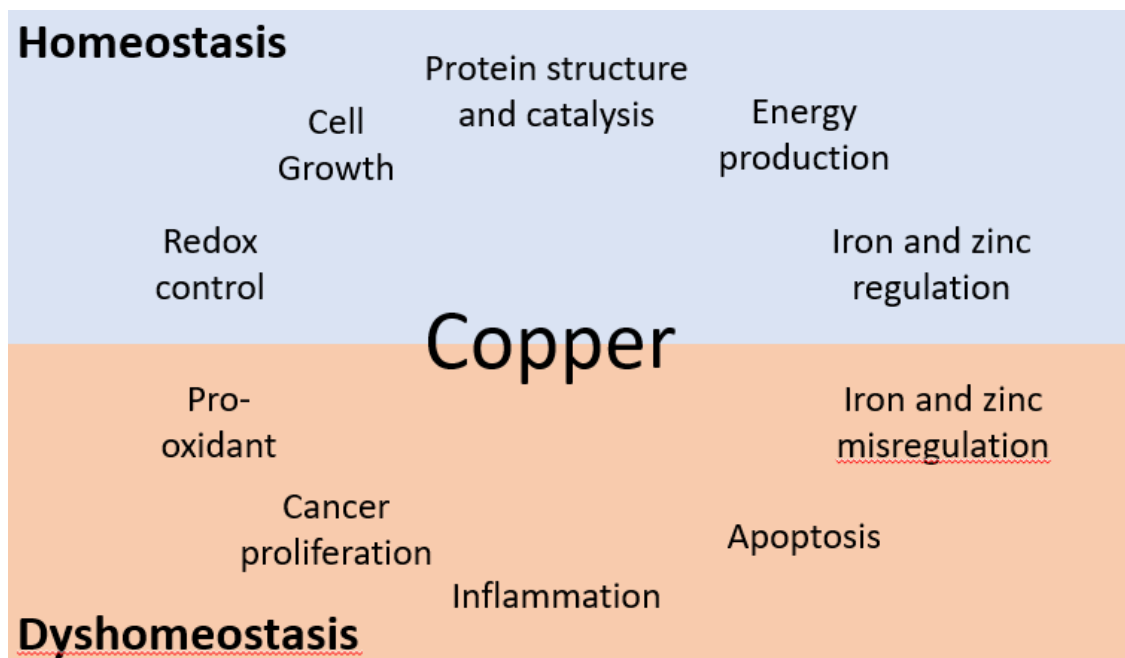 Homeostasis
Protein structure
and catalysis
Cell
Growth
Energy
production
Redox
control
Iron and zinc
regulation
Copper
Pro-
oxidant
Iron and zinc
misregulation
Cancer
proliferation
Apoptosis
Inflammation
Dyshomeostasis